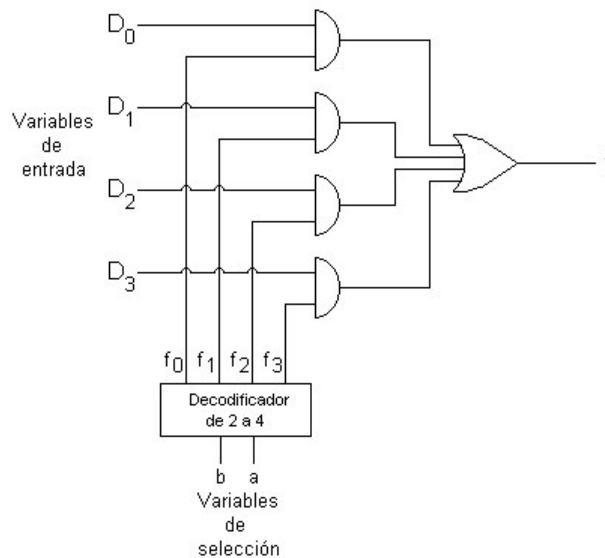 D0
D1
Variables
de
entrada
D2
D3
f0 f1 f2 f3
Decodificador
de 2 a 4
b a
Variables
de
selección